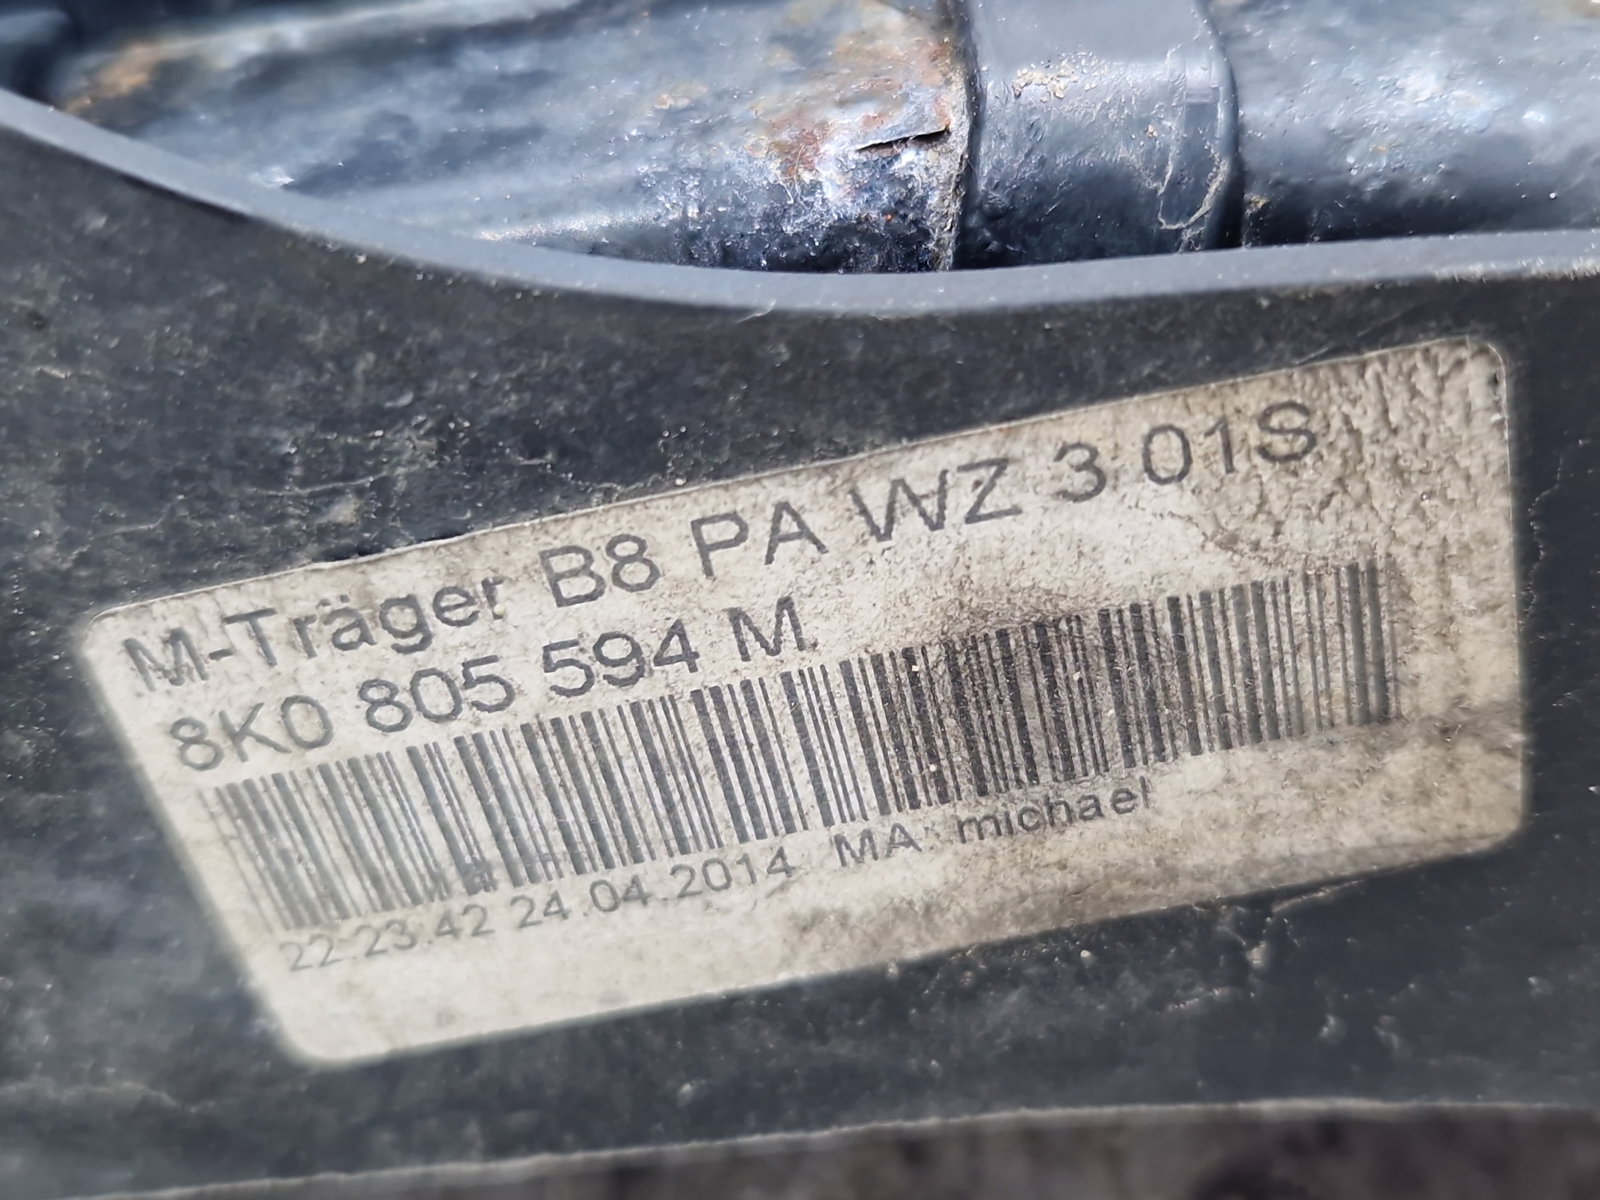 M-Träger B8 PA WZ 3 01S
8K0 805 594 M
22:23:42 24.04.2014 MA: michael